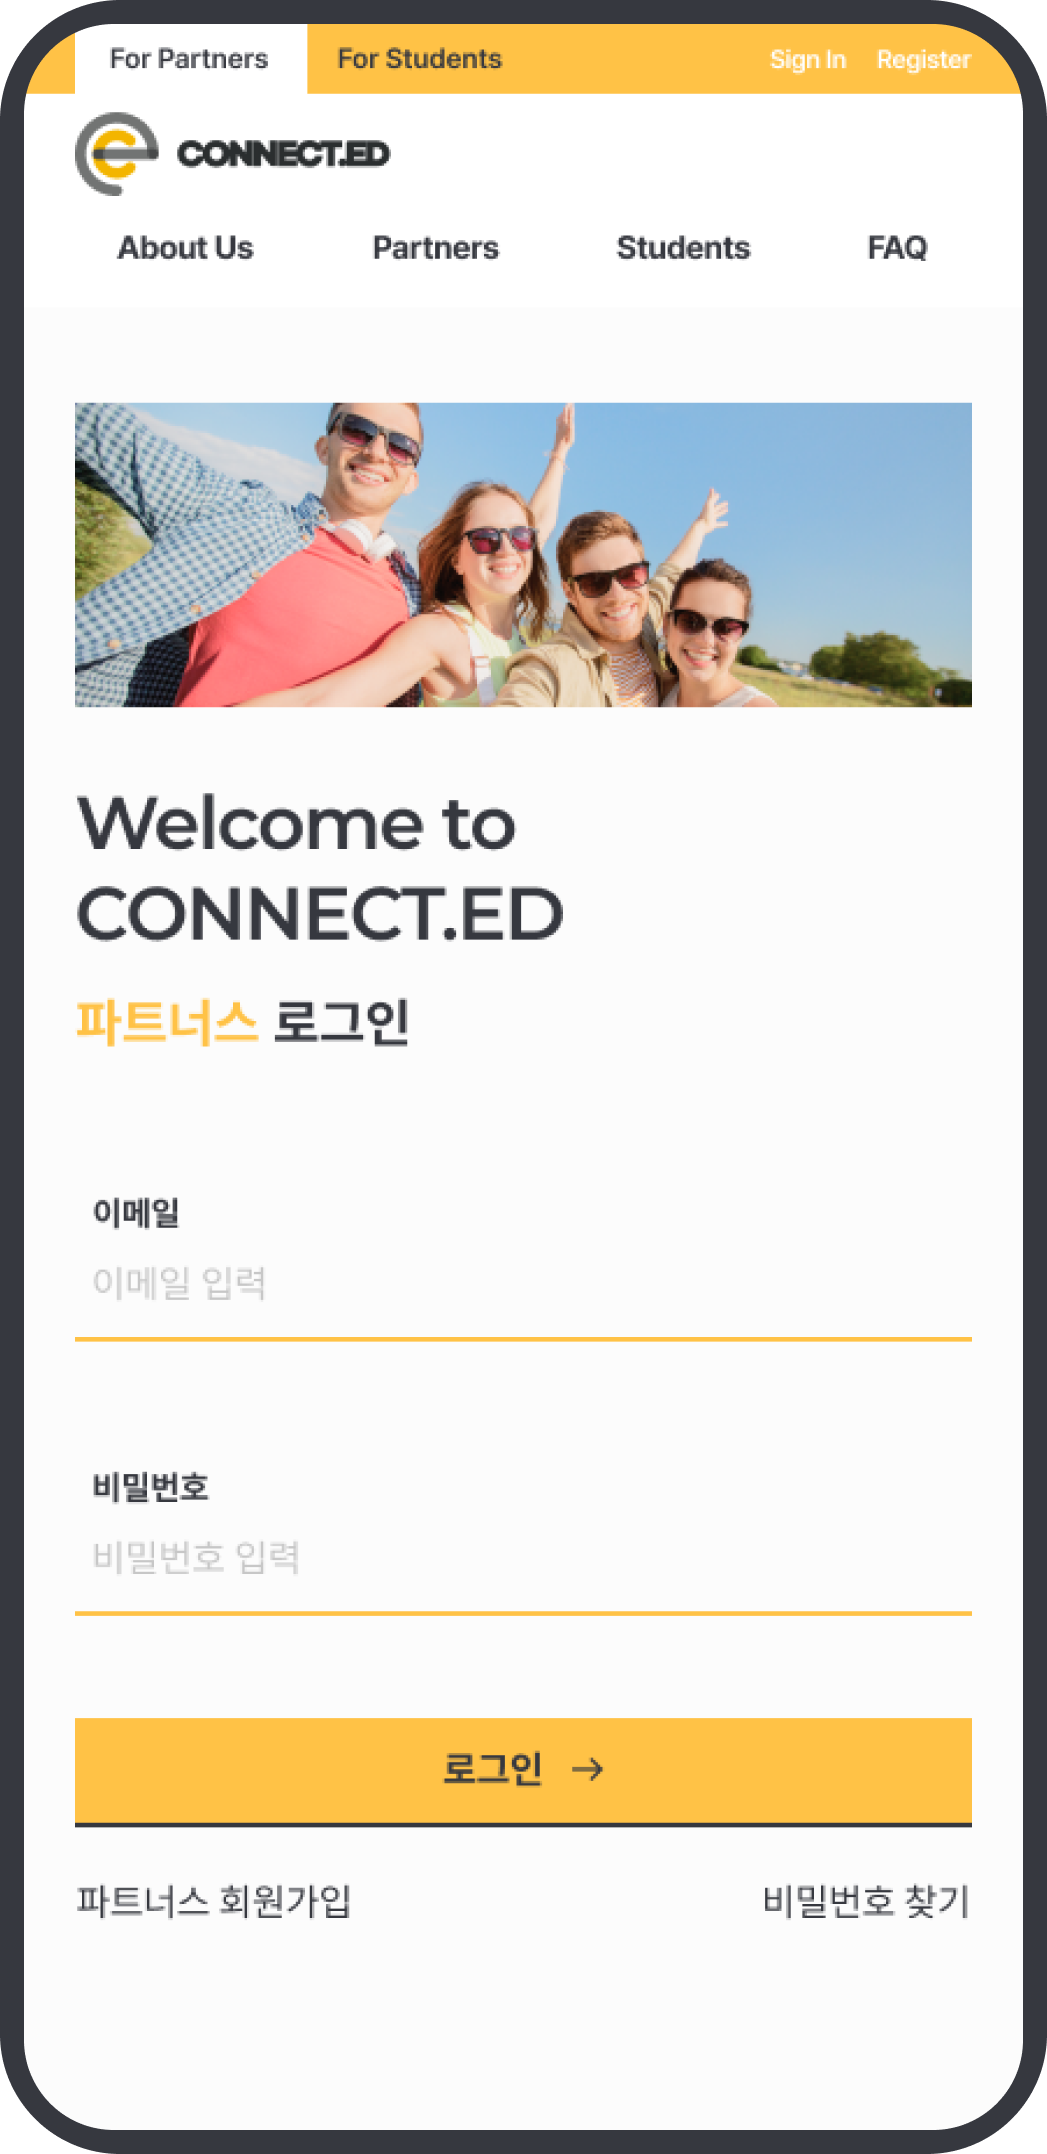 For Partners For Students Sign In Register
CONNECT.ED
About Us Partners Students FAQ
Welcome to
CONNECT.ED
파트너스 로그인
이메일
이메일 입력
비밀번호
비밀번호 입력
로그인 →
파트너스 회원가입 비밀번호 찾기